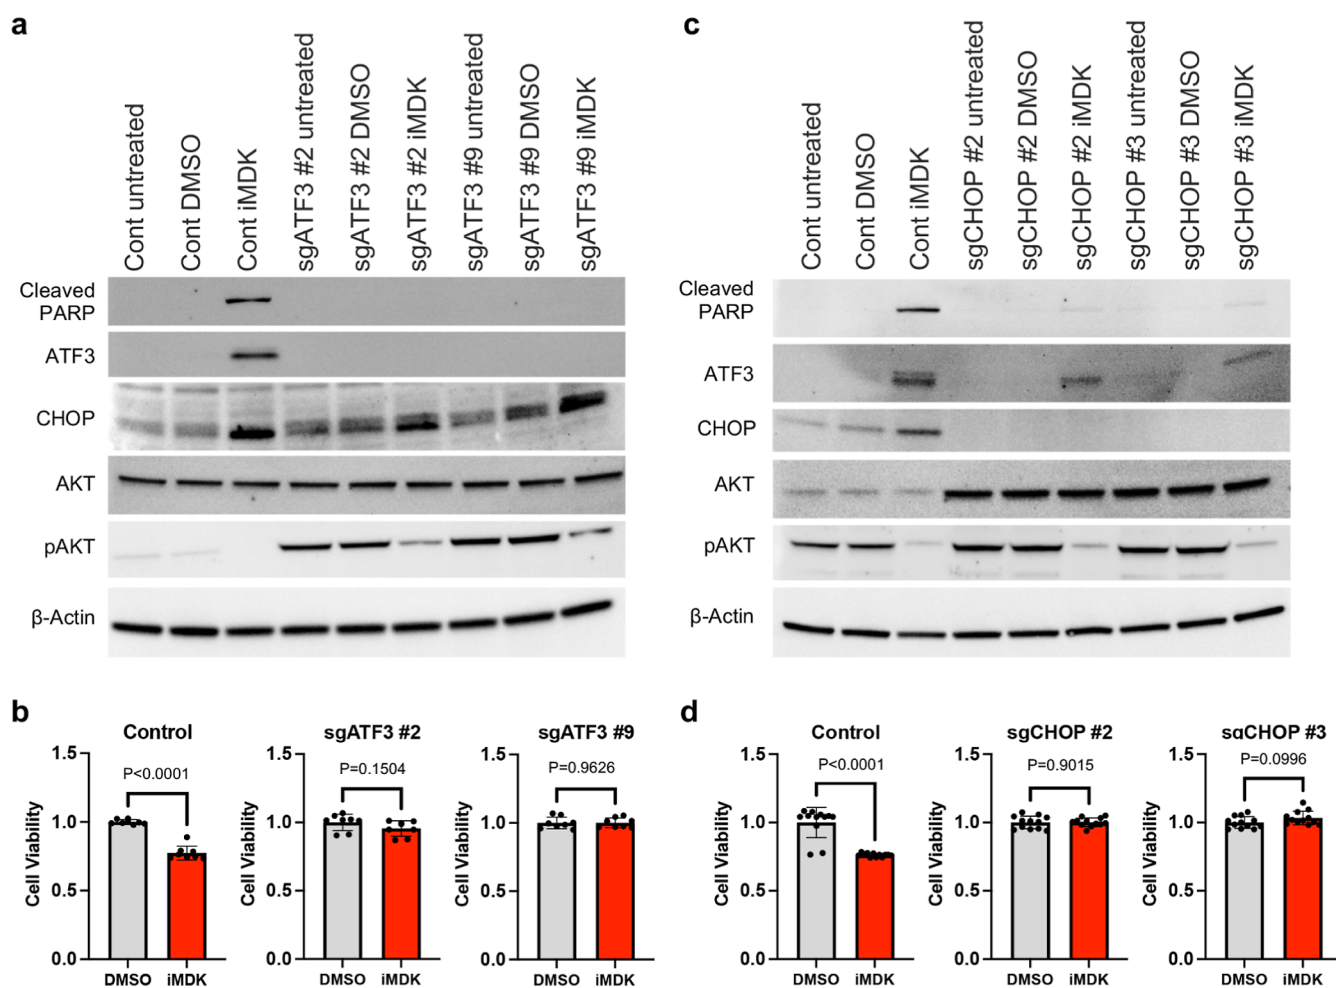 a
Cont untreated
Cont DMSO
Cont iMDK
sgATF3 #2 untreated
sgATF3 #2 DMSO
sgATF3 #2 iMDK
sgATF3 #9 untreated
sgATF3 #9 DMSO
sgATF3 #9 iMDK
Cleaved
PARP
ATF3
CHOP
AKT
pAKT
β-Actin
c
Cont untreated
Cont DMSO
Cont iMDK
sgCHOP #2 untreated
sgCHOP #2 DMSO
sgCHOP #2 iMDK
sgCHOP #3 untreated
sgCHOP #3 DMSO
sgCHOP #3 iMDK
Cleaved
PARP
ATF3
CHOP
AKT
pAKT
β-Actin
b
Control
P<0.0001
Cell Viability
1.5
1.0
0.5
0.0
DMSO iMDK
sgATF3 #2
P=0.1504
Cell Viability
1.5
1.0
0.5
0.0
DMSO iMDK
sgATF3 #9
P=0.9626
Cell Viability
1.5
1.0
0.5
0.0
DMSO iMDK
d
Control
P<0.0001
Cell Viability
1.5
1.0
0.5
0.0
DMSO iMDK
sgCHOP #2
P=0.9015
Cell Viability
1.5
1.0
0.5
0.0
DMSO iMDK
sgCHOP #3
P=0.0996
Cell Viability
1.5
1.0
0.5
0.0
DMSO iMDK